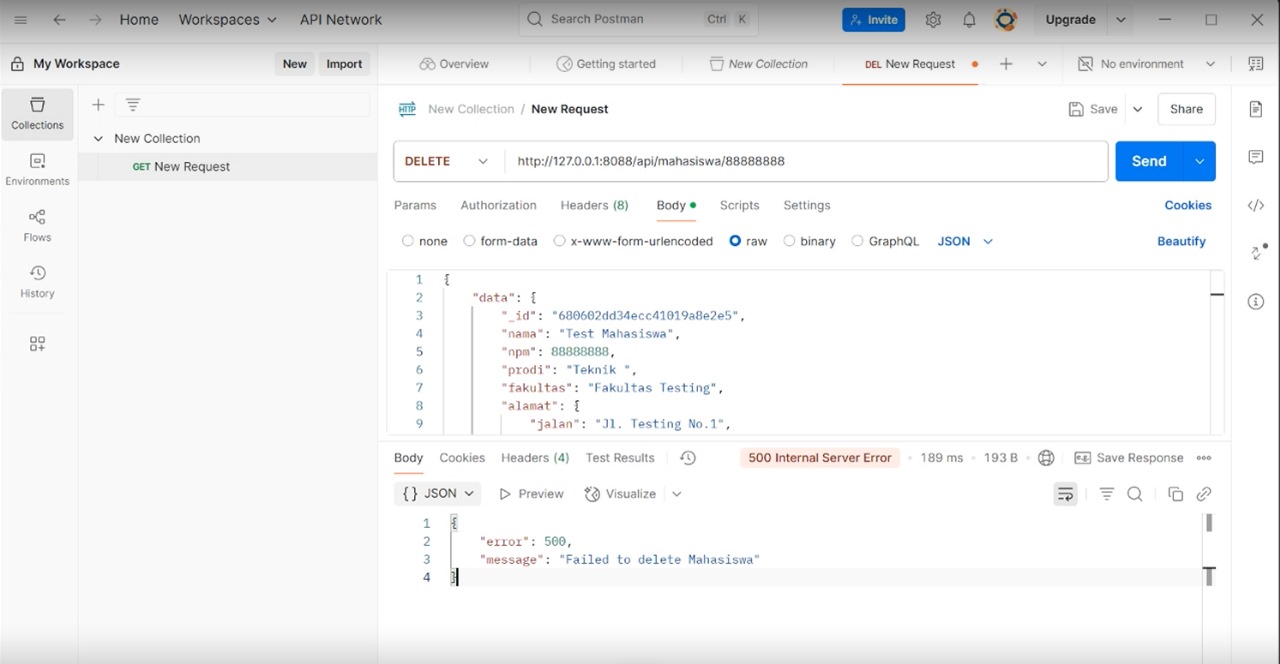 Home Workspaces API Network Search Postman Ctrl K Invite Upgrade
My Workspace New Import Overview Getting started New Collection DEL New Request No environment
Collections
Environments
Flows
History
New Collection
GET New Request
HTTP New Collection / New Request Save Share
DELETE http://127.0.0.1:8088/api/mahasiswa/88888888 Send
Params Authorization Headers (8) Body Scripts Settings Cookies
none form-data x-www-form-urlencoded raw binary GraphQL JSON Beautify
1 {
2 "data": {
3 "_id": "680602dd34ecc41019a8e2e5",
4 "nama": "Test Mahasiswa",
5 "npm": 88888888,
6 "prodi": "Teknik ",
7 "fakultas": "Fakultas Testing",
8 "alamat": {
9 "jalan": "Jl. Testing No.1",
Body Cookies Headers (4) Test Results 500 Internal Server Error 189 ms 193 B e.g. Save Response
{} JSON Preview Visualize
1 {
2 "error": 500,
3 "message": "Failed to delete Mahasiswa"
4 }